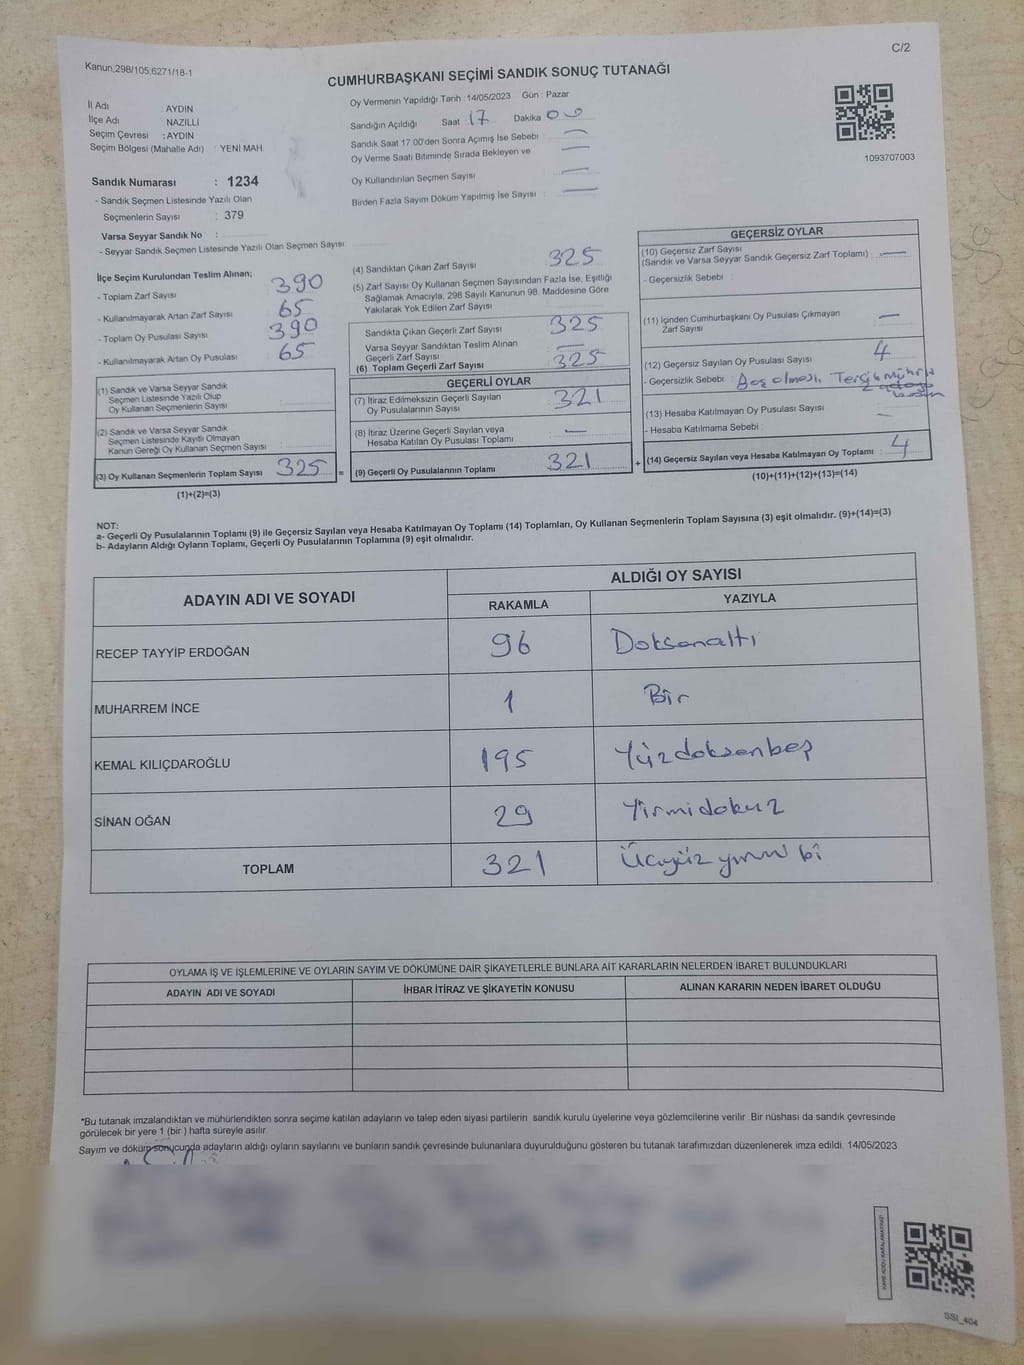 Kanun,298/105,6271/18-1
C/2
CUMHURBAŞKANI SEÇİMİ SANDIK SONUÇ TUTANAĞI
İl Adı : AYDIN
İlçe Adı : NAZİLLİ
Seçim Çevresi : AYDIN
Seçim Bölgesi (Mahalle Adı) : YENİ MAH.
Oy Vermenin Yapıldığı Tarih :14/05/2023 Gün : Pazar
Sandığın Açıldığı Saat 17 Dakika 00
Sandık Saat 17.00'den Sonra Açımış İse Sebebi : —
Oy Verme Saati Bitiminde Sırada Bekleyen ve —
Oy Kullandırılan Seçmen Sayısı : —
Birden Fazla Sayım Döküm Yapılmış İse Sayısı : —
1093707003
Sandık Numarası : 1234
- Sandık Seçmen Listesinde Yazılı Olan
Seçmenlerin Sayısı : 379
Varsa Seyyar Sandık No :
- Seyyar Sandık Seçmen Listesinde Yazılı Olan Seçmen Sayısı:
İlçe Seçim Kurulundan Teslim Alınan;
- Toplam Zarf Sayısı 390
- Kullanılmayarak Artan Zarf Sayısı 65
- Toplam Oy Pusulası Sayısı 390
- Kullanılmayarak Artan Oy Pusulası 65
(1) Sandık ve Varsa Seyyar Sandık
Seçmen Listesinde Yazılı Olup
Oy Kullanan Seçmenlerin Sayısı
(2) Sandık ve Varsa Seyyar Sandık
Seçmen Listesinde Kayıtlı Olmayan
Kanun Gereği Oy Kullanan Seçmen Sayısı
(3) Oy Kullanan Seçmenlerin Toplam Sayısı 325 =
(1)+(2)=(3)
(4) Sandıktan Çıkan Zarf Sayısı : 325
(5) Zarf Sayısı Oy Kullanan Seçmen Sayısından Fazla İse, Eşitliği
Sağlamak Amacıyla, 298 Sayılı Kanunun 98. Maddesine Göre
Yakılarak Yok Edilen Zarf Sayısı
Sandıkta Çıkan Geçerli Zarf Sayısı 325
Varsa Seyyar Sandıktan Teslim Alınan
Geçerli Zarf Sayısı —
(6) Toplam Geçerli Zarf Sayısı 325
GEÇERLİ OYLAR
(7) İtiraz Edilmeksizin Geçerli Sayılan
Oy Pusulalarının Sayısı 321
(8) İtiraz Üzerine Geçerli Sayılan veya
Hesaba Katılan Oy Pusulası Toplamı —
(9) Geçerli Oy Pusulalarının Toplamı 321 +
GEÇERSİZ OYLAR
(10) Geçersiz Zarf Sayısı
(Sandık ve Varsa Seyyar Sandık Geçersiz Zarf Toplamı) : —
- Geçersizlik Sebebi :
(11) İçinden Cumhurbaşkanı Oy Pusulası Çıkmayan
Zarf Sayısı —
(12) Geçersiz Sayılan Oy Pusulası Sayısı : 4
- Geçersizlik Sebebi : Boş olması,
(13) Hesaba Katılmayan Oy Pusulası Sayısı : —
- Hesaba Katılmama Sebebi :
(14) Geçersiz Sayılan veya Hesaba Katılmayan Oy Toplamı : 4
(10)+(11)+(12)+(13)=(14)
NOT:
a- Geçerli Oy Pusulalarının Toplamı (9) ile Geçersiz Sayılan veya Hesaba Katılmayan Oy Toplamı (14) Toplamları, Oy Kullanan Seçmenlerin Toplam Sayısına (3) eşit olmalıdır. (9)+(14)=(3)
b- Adayların Aldığı Oyların Toplamı, Geçerli Oy Pusulalarının Toplamına (9) eşit olmalıdır.
ADAYIN ADI VE SOYADI ALDIĞI OY SAYISI
RAKAMLA YAZIYLA
RECEP TAYYİP ERDOĞAN 96 Doksanaltı
MUHARREM İNCE 1 Bir
KEMAL KILIÇDAROĞLU 195 Yüzdoksenbeş
SİNAN OĞAN 29 Yirmidokuz
TOPLAM 321 Üçyüz yirmi bi
OYLAMA İŞ VE İŞLEMLERİNE VE OYLARIN SAYIM VE DÖKÜMÜNE DAİR ŞİKAYETLERLE BUNLARA AİT KARARLARIN NELERDEN İBARET BULUNDUKLARI
ADAYIN ADI VE SOYADI İHBAR İTİRAZ VE ŞİKAYETİN KONUSU ALINAN KARARIN NEDEN İBARET OLDUĞU
*Bu tutanak imzalandıktan ve mühürlendikten sonra seçime katılan adayların ve talep eden siyasi partilerin sandık kurulu üyelerine veya gözlemcilerine verilir .Bir nüshası da sandık çevresinde
görülecek bir yere 1 (bir ) hafta süreyle asılır.
Sayım ve döküm sonucunda adayların aldığı oyların sayılarını ve bunların sandık çevresinde bulunanlara duyurulduğunu gösteren bu tutanak tarafımızdan düzenlenerek imza edildi. 14/05/2023
SSI_404